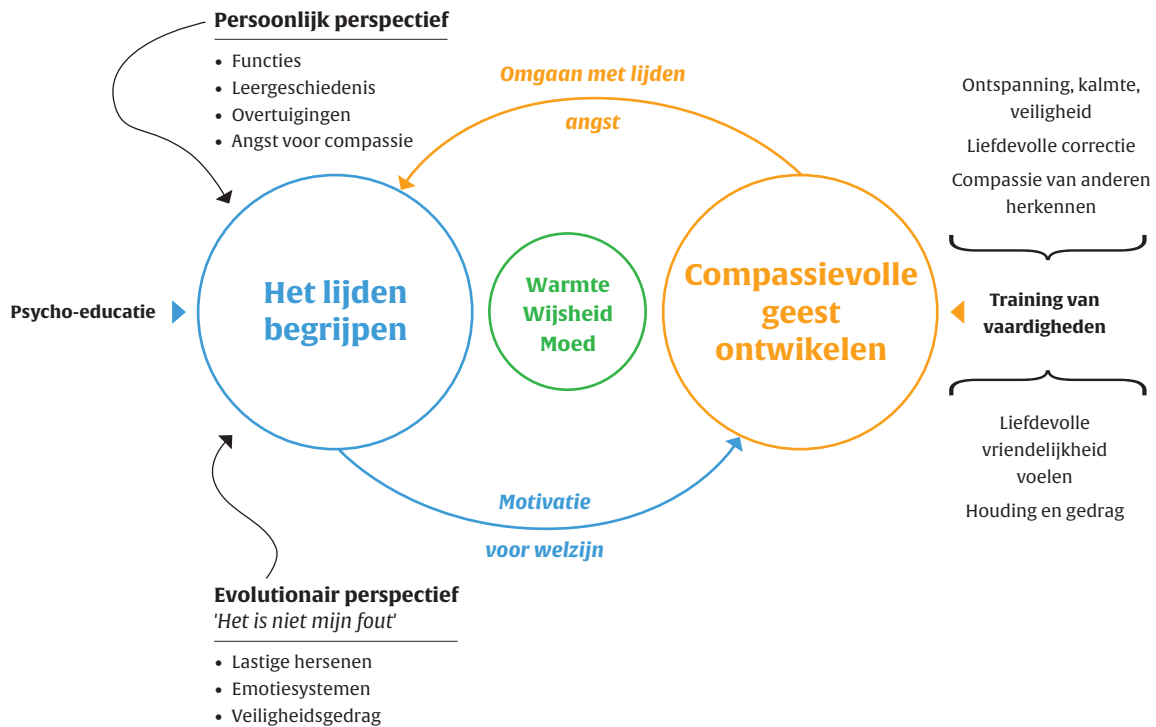 Persoonlijk perspectief
• Functies
• Leergeschiedenis
• Overtuigingen
• Angst voor compassie
Omgaan met lijden
angst
Ontspanning, kalmte,
veiligheid
Liefdevolle correctie
Compassie van anderen
herkennen
Psycho-educatie
Het lijden
begrijpen
Warmte
Wijsheid
Moed
Compassievolle
geest
ontwikelen
Training van
vaardigheden
Liefdevolle
vriendelijkheid
voelen
Houding en gedrag
Motivatie
voor welzijn
Evolutionair perspectief
'Het is niet mijn fout'
• Lastige hersenen
• Emotiesystemen
• Veiligheidsgedrag